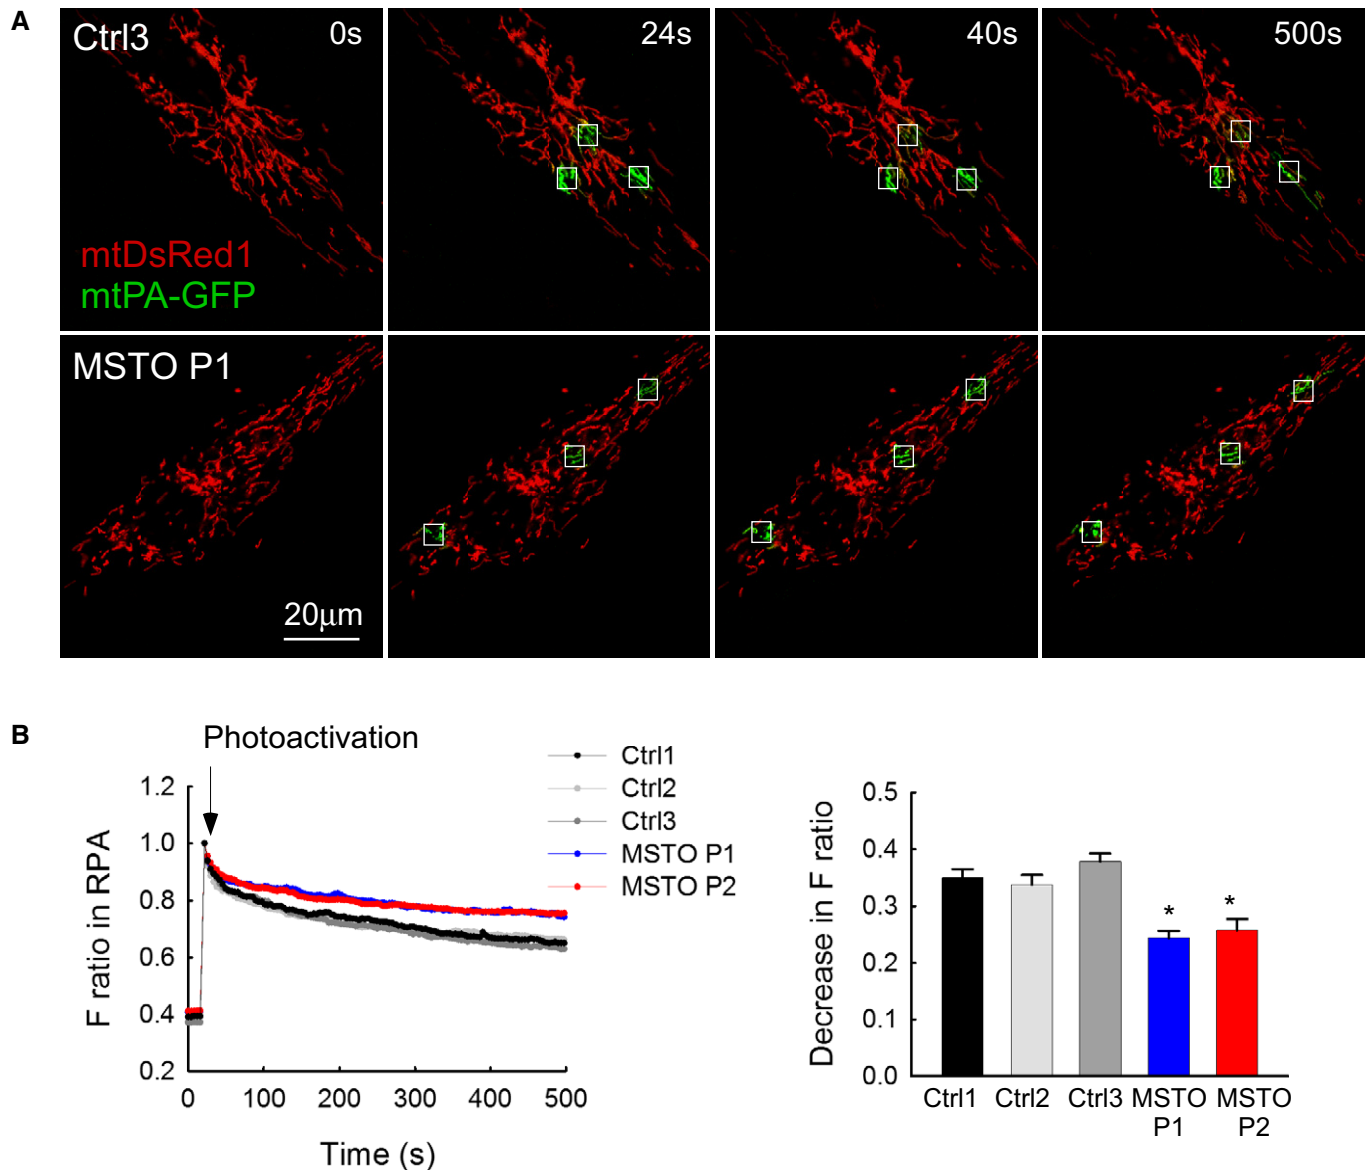 A
Ctrl3 0s 24s 40s 500s
mtDsRed1
mtPA-GFP
MSTO P1
20μm
B
Photoactivation
Ctrl1
Ctrl2
Ctrl3
MSTO P1
MSTO P2
F ratio in RPA
1.2
1.0
0.8
0.6
0.4
0.2
0 100 200 300 400 500
Time (s)
Decrease in F ratio
0.5
0.4
0.3
0.2
0.1
0.0
* *
Ctrl1 Ctrl2 Ctrl3 MSTO MSTO
P1 P2